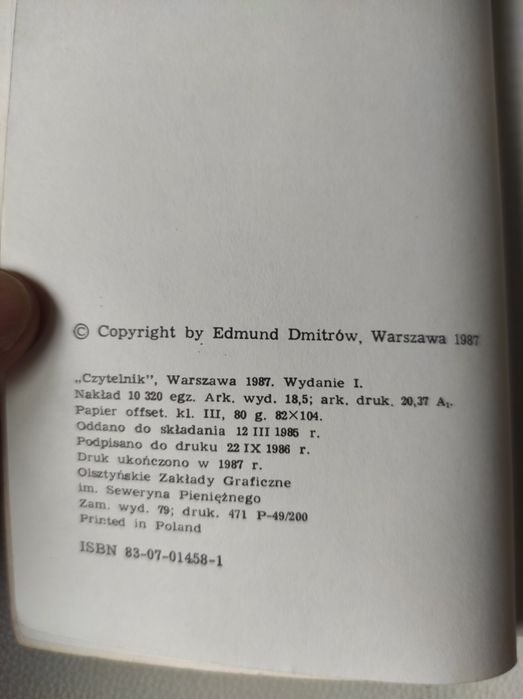 © Copyright by Edmund Dmitrów, Warszawa 1987
„Czytelnik”, Warszawa 1987. Wydanie I.
Nakład 10 320 egz. Ark. wyd. 18,5; ark. druk. 20,37 A₁.
Papier offset. kl. III, 80 g. 82×104.
Oddano do składania 12 III 1985 r.
Podpisano do druku 22 IX 1986 r.
Druk ukończono w 1987 r.
Olsztyńskie Zakłady Graficzne
im. Seweryna Pieniężnego
Zam. wyd. 79; druk. 471 P-49/200
Printed in Poland
ISBN 83-07-01458-1